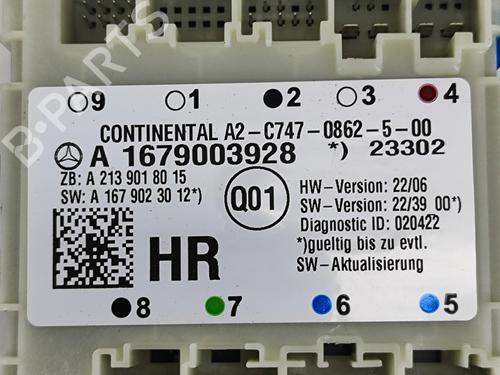 9 1 2 3 4
CONTINENTAL A2-C747-0862-5-00
A 1679003928 *) 23302
ZB: A 213 901 80 15
SW: A 167 902 30 12*)
Q01
HW-Version: 22/06
SW-Version: 22/39 00*)
Diagnostic ID: 020422
*)gueltig bis zu evtl.
SW-Aktualisierung
HR
8 7 6 5
B-PARTS